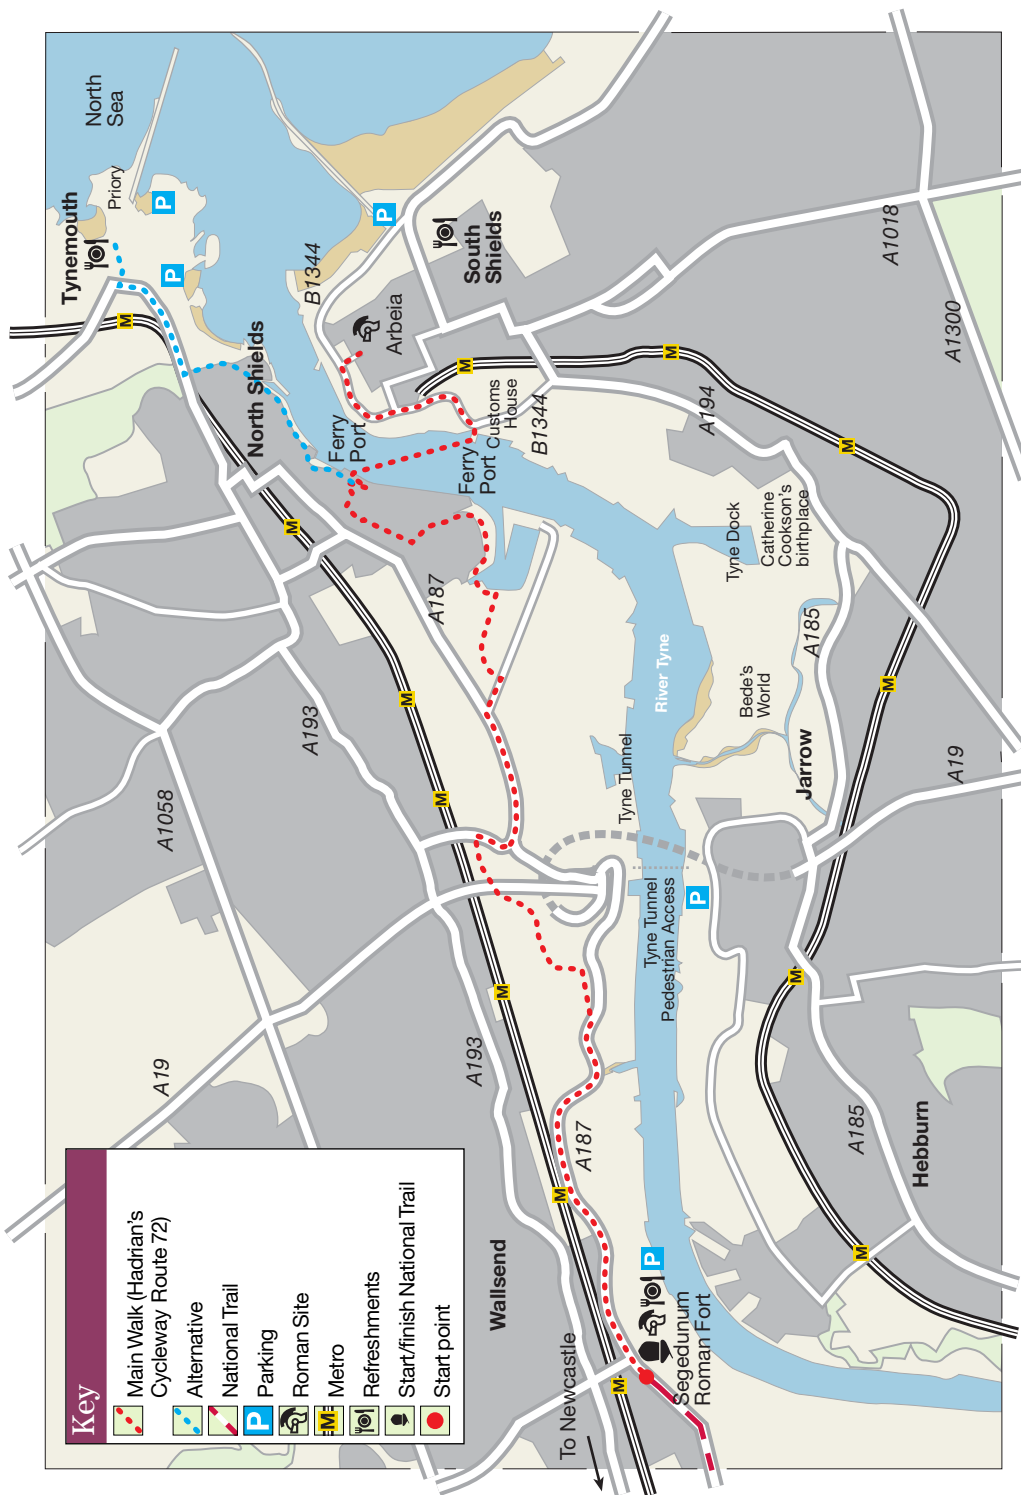 Key
Main Walk (Hadrian's
Cycleway Route 72)
Alternative
National Trail
P
Parking
Roman Site
M
Metro
Refreshments
Start/finish National Trail
Start point
North
Sea
Priory
Tynemouth
P
P
M
North Shields
B1344
P
South
Shields
Arbeia
A1018
A1300
Ferry
Port
M
M
Customs
House
B1344
Ferry
Port
A194
M
M
A187
Tyne Dock
Catherine
Cookson's
birthplace
A185
M
A193
M
River Tyne
Bede's
World
Jarrow
A19
A1058
M
Tyne Tunnel
P
Tyne Tunnel
Pedestrian Access
M
M
A19
A193
A187
A185
Hebburn
M
M
Wallsend
P
Segedunum
Roman Fort
M
To Newcastle